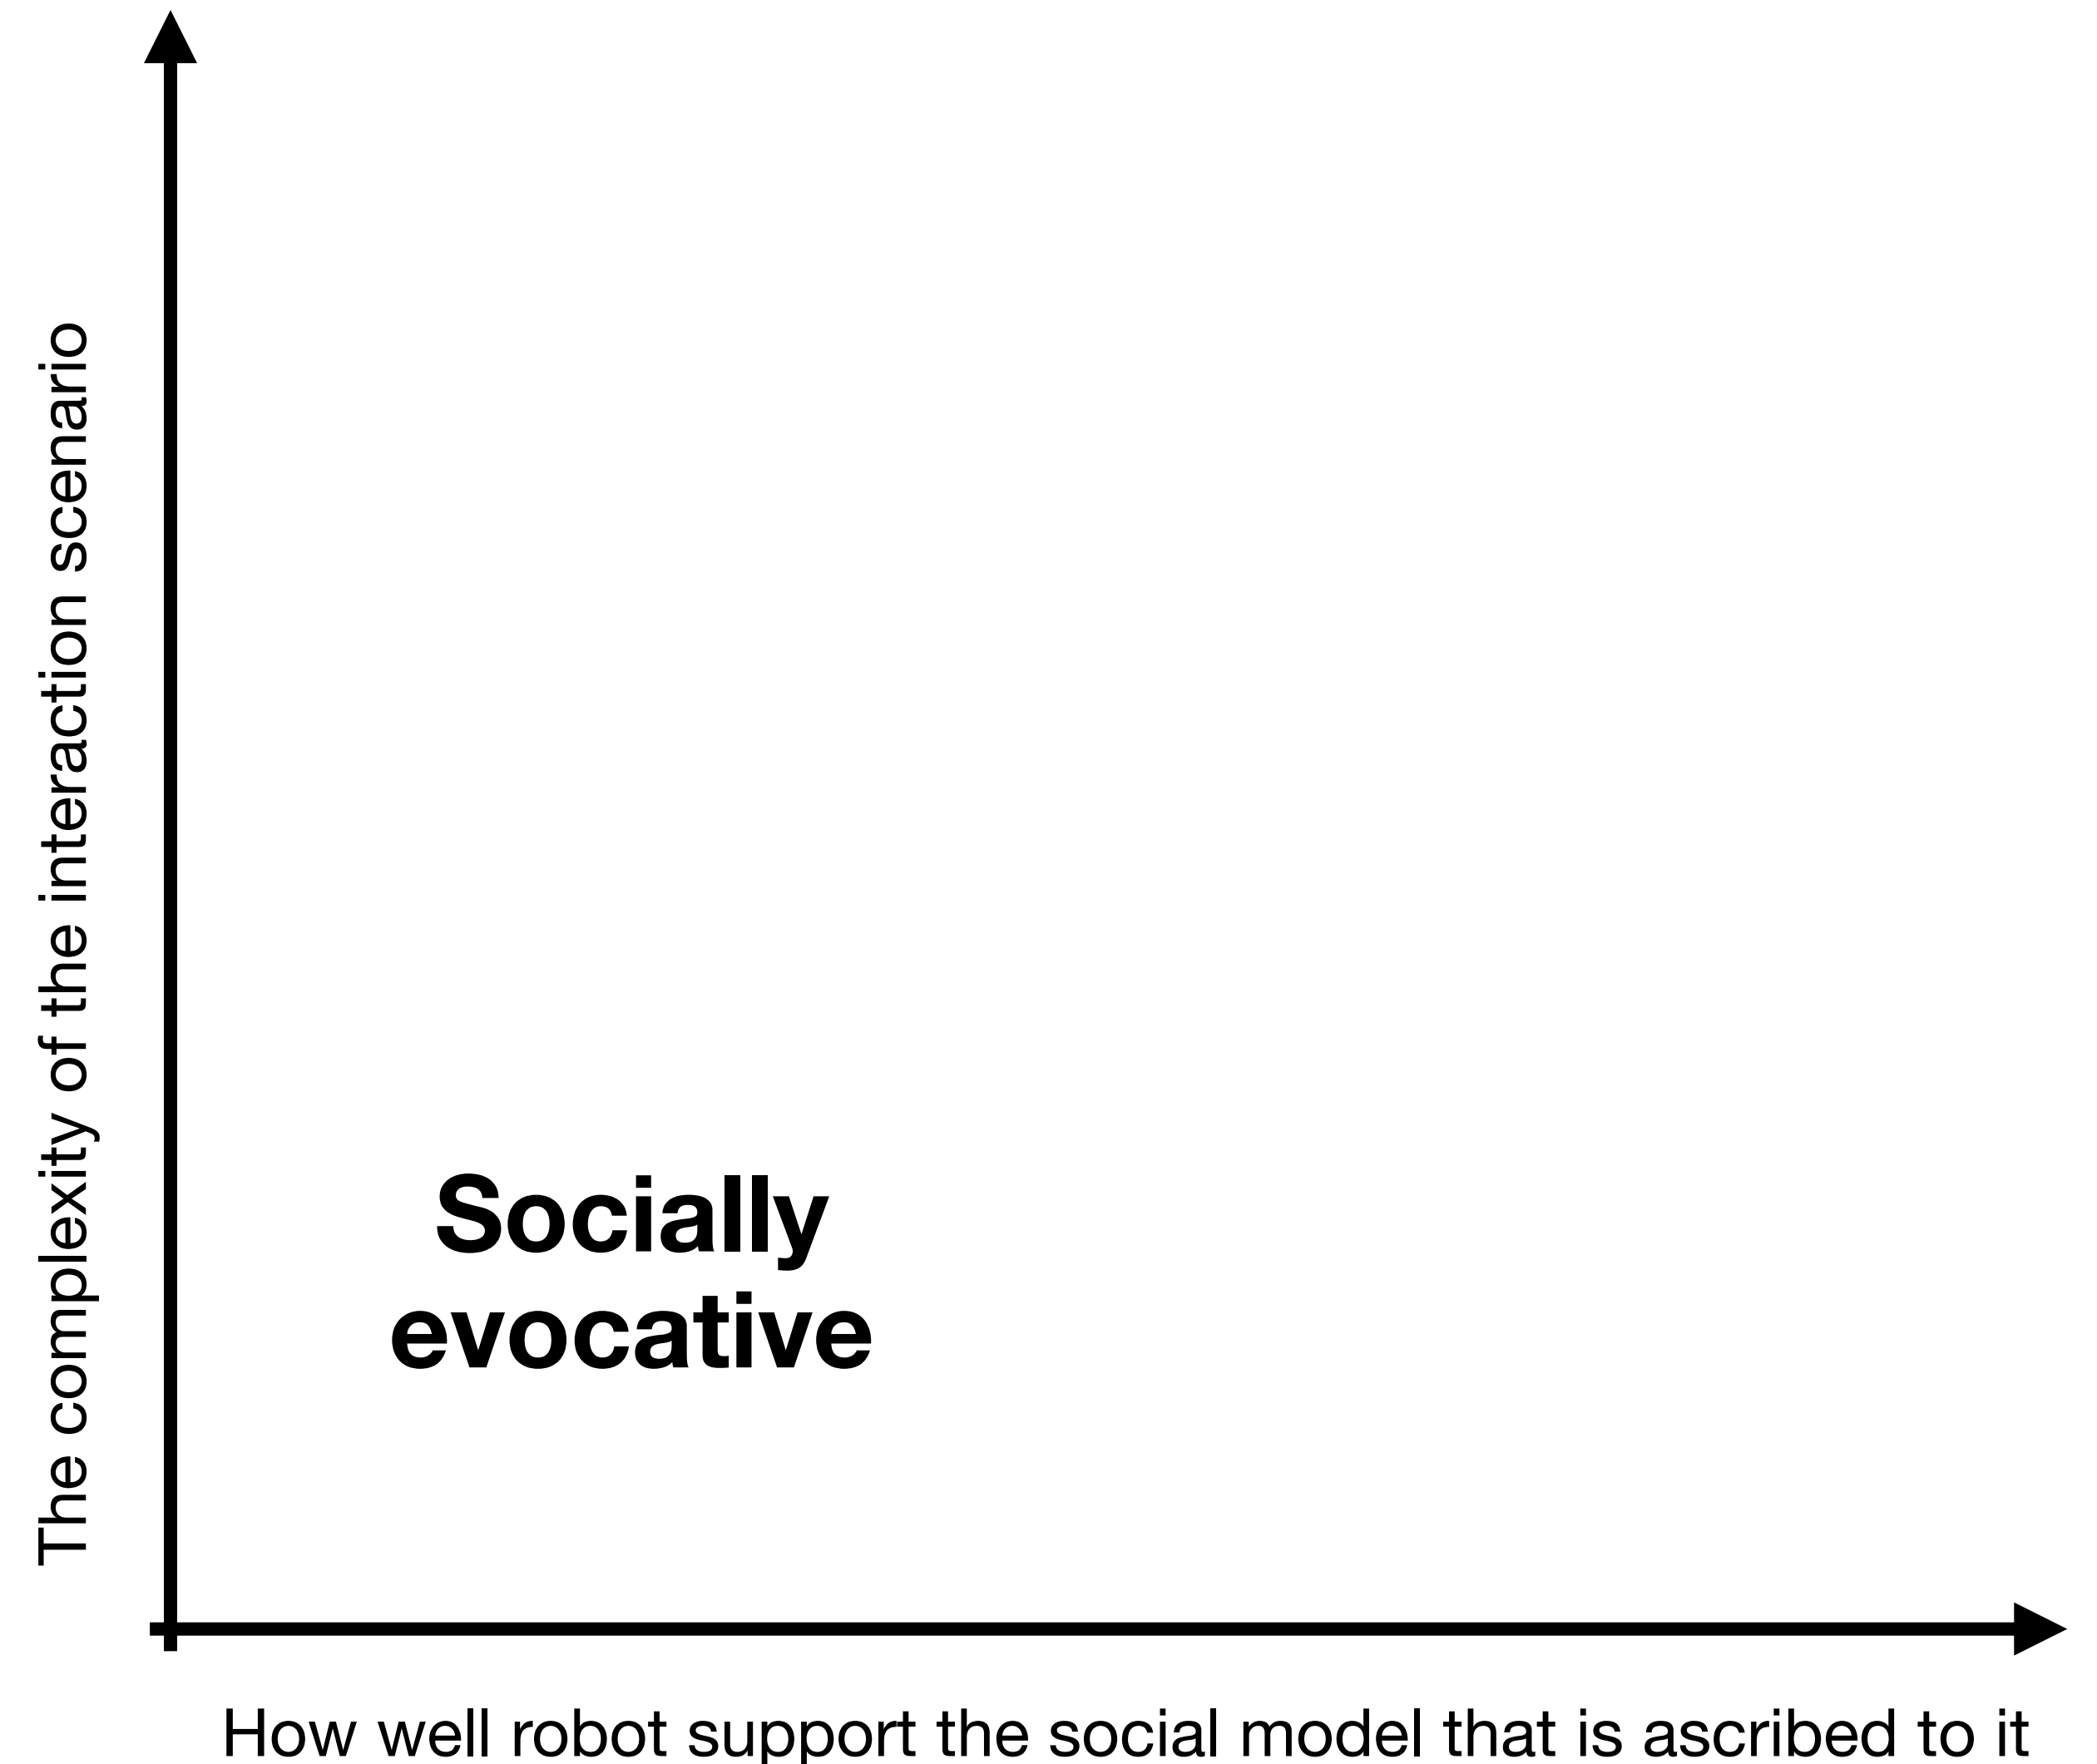 The complexity of the interaction scenario
Socially
evocative
How well robot support the social model that is ascribed to it